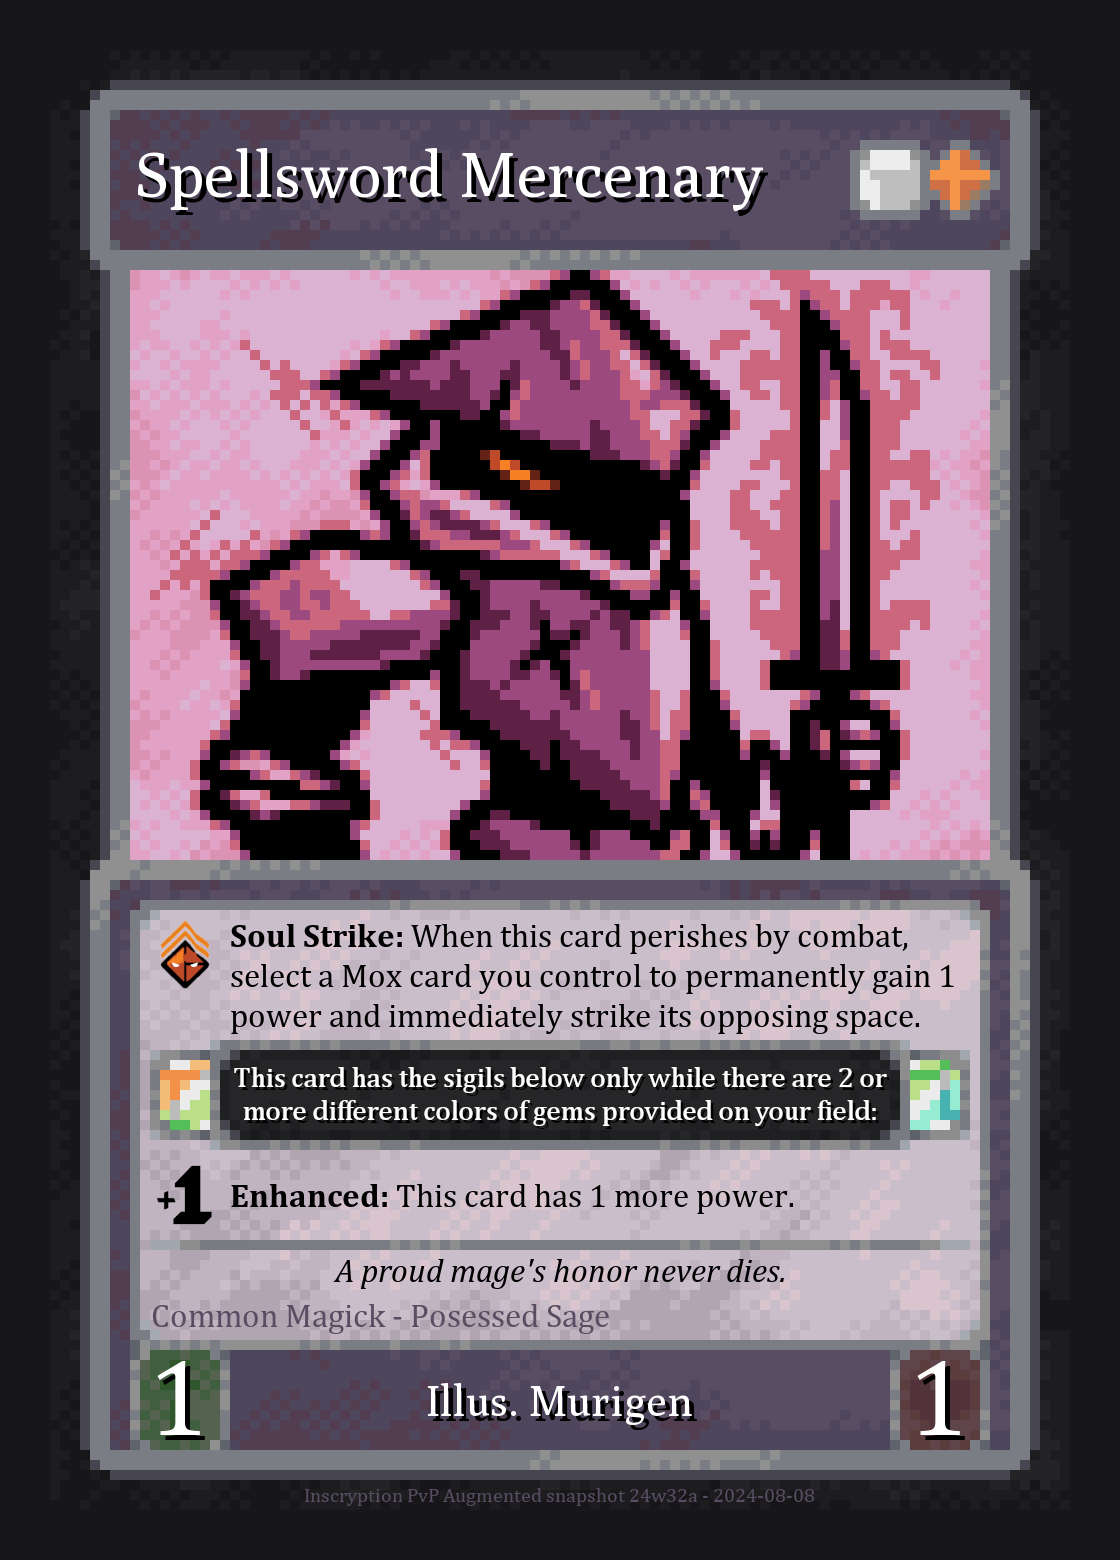 Spellsword Mercenary
Soul Strike: When this card perishes by combat,
select a Mox card you control to permanently gain 1
power and immediately strike its opposing space.
This card has the sigils below only while there are 2 or
more different colors of gems provided on your field:
+1
Enhanced: This card has 1 more power.
A proud mage's honor never dies.
Common Magick - Posessed Sage
1
Illus. Murigen
1
Inscryption PvP Augmented snapshot 24w32a - 2024-08-08